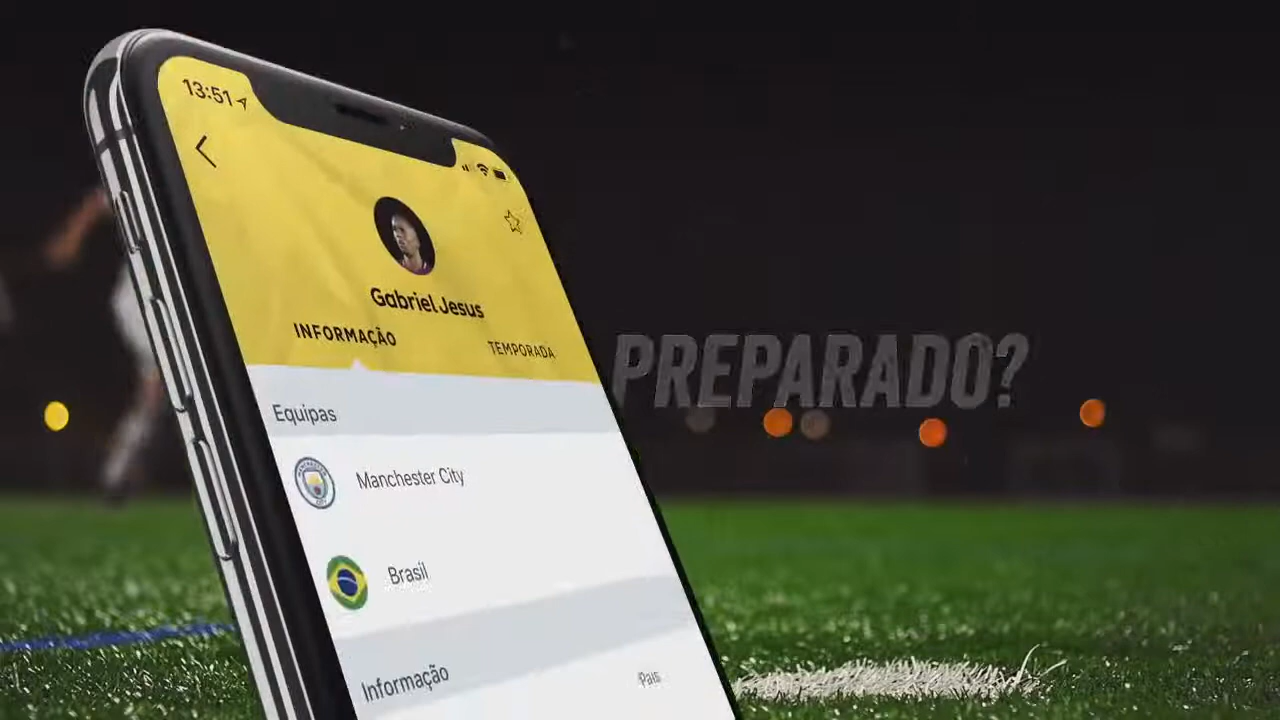 13:51
Gabriel Jesus
INFORMAÇÃO
TEMPORADA
PREPARADO?
Equipas
Manchester City
Brasil
Informação
País